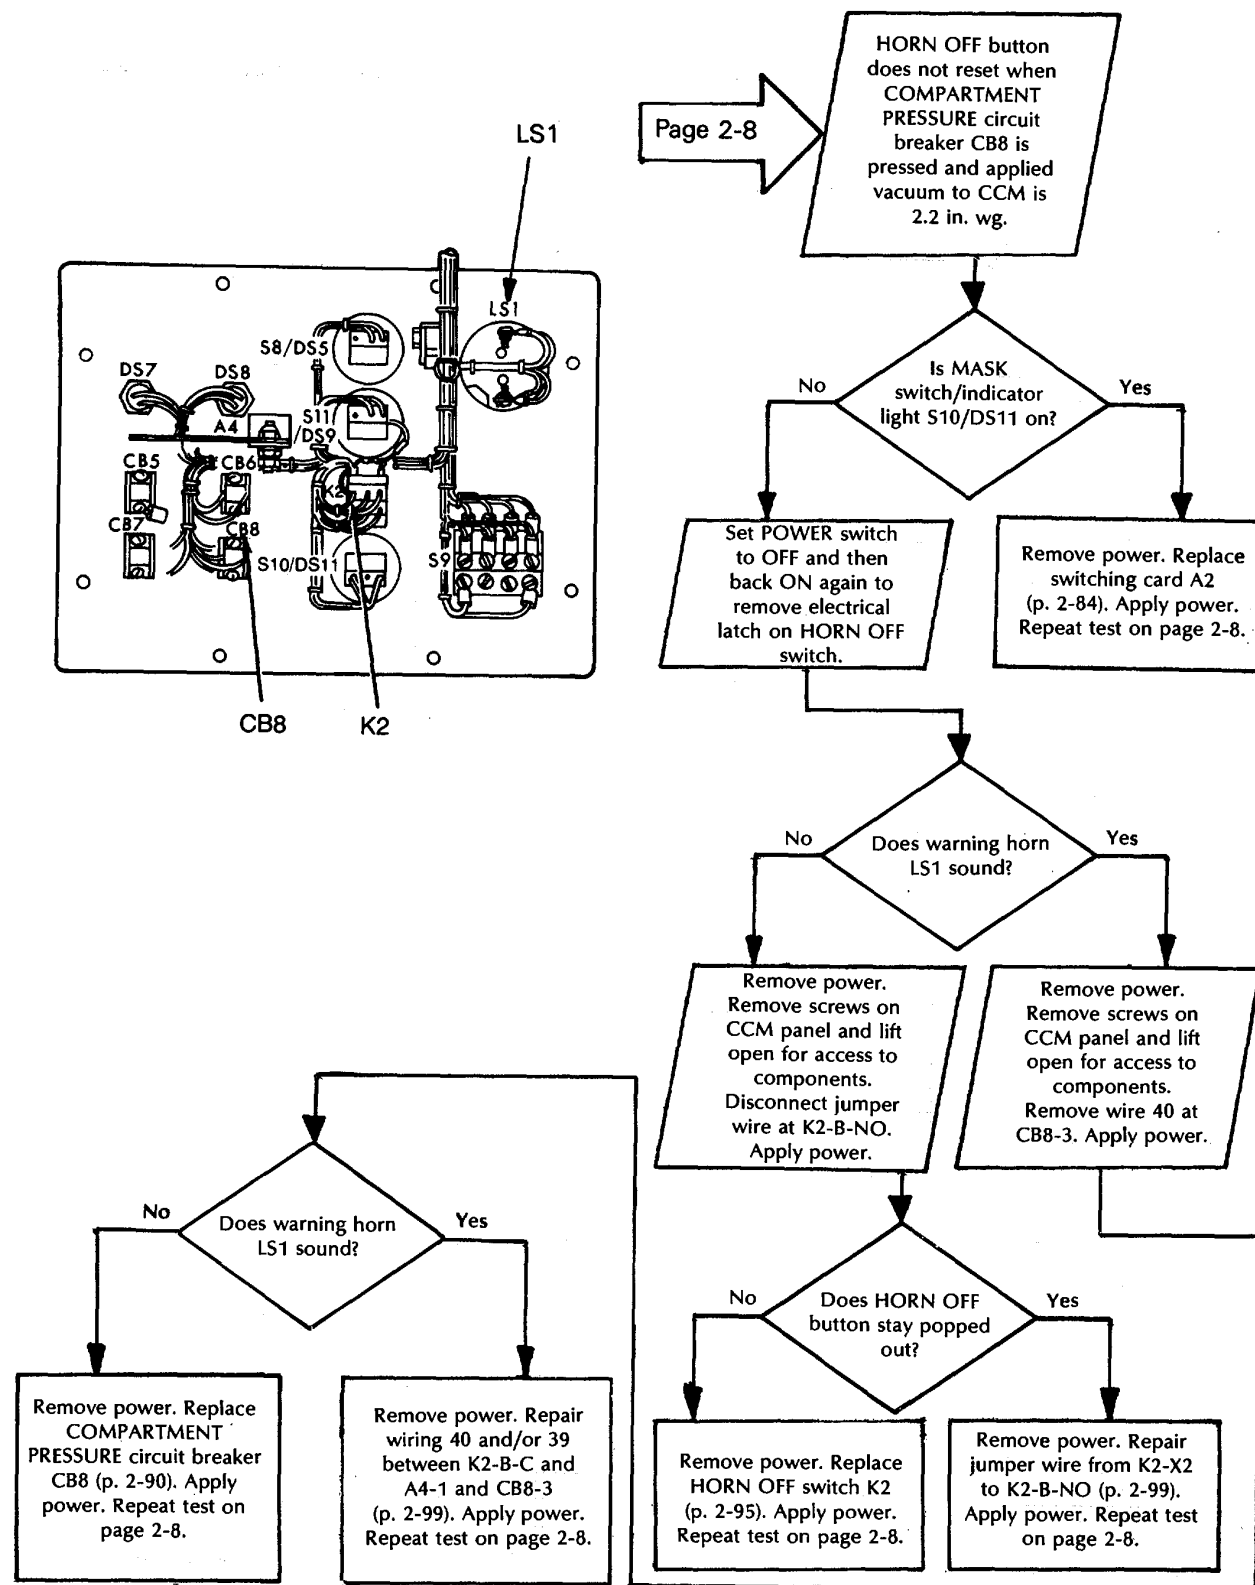 HORN OFF button
does not reset when
COMPARTMENT
PRESSURE circuit
breaker CB8 is
pressed and applied
vacuum to CCM is
2.2 in. wg.
Page 2-8
LS1
LS1
S8/DS5
DS7
DS8
A4
S11
/DS9
CB5
CB6
K2
CB7
CB8
S10/DS11
S9
CB8
K2
Is MASK
switch/indicator
light S10/DS11 on?
No
Yes
Set POWER switch
to OFF and then
back ON again to
remove electrical
latch on HORN OFF
switch.
Remove power. Replace
switching card A2
(p. 2-84). Apply power.
Repeat test on page 2-8.
Does warning horn
LS1 sound?
No
Yes
Remove power.
Remove screws on
CCM panel and lift
open for access to
components.
Disconnect jumper
wire at K2-B-NO.
Apply power.
Remove power.
Remove screws on
CCM panel and lift
open for access to
components.
Remove wire 40 at
CB8-3. Apply power.
Does warning horn
LS1 sound?
No
Yes
Does HORN OFF
button stay popped
out?
No
Yes
Remove power. Replace
COMPARTMENT
PRESSURE circuit breaker
CB8 (p. 2-90). Apply
power. Repeat test on
page 2-8.
Remove power. Repair
wiring 40 and/or 39
between K2-B-C and
A4-1 and CB8-3
(p. 2-99). Apply power.
Repeat test on page 2-8.
Remove power. Replace
HORN OFF switch K2
(p. 2-95). Apply power.
Repeat test on page 2-8.
Remove power. Repair
jumper wire from K2-X2
to K2-B-NO (p. 2-99).
Apply power. Repeat test
on page 2-8.